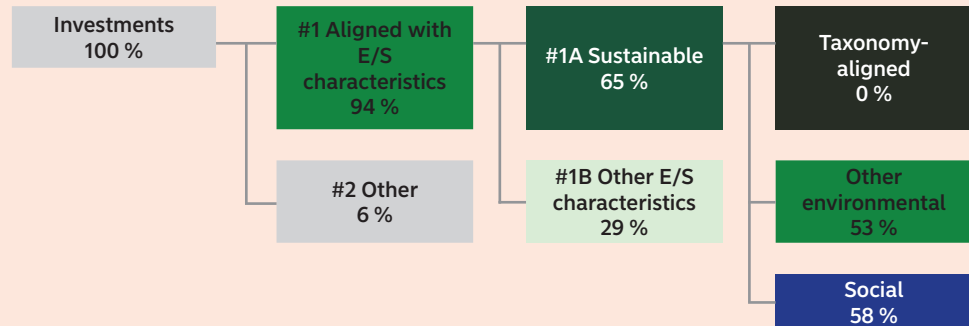 Investments
100 %
#1 Aligned with
E/S
characteristics
94 %
#2 Other
6 %
#1A Sustainable
65 %
#1B Other E/S
characteristics
29 %
Taxonomy-
aligned
0 %
Other
environmental
53 %
Social
58 %